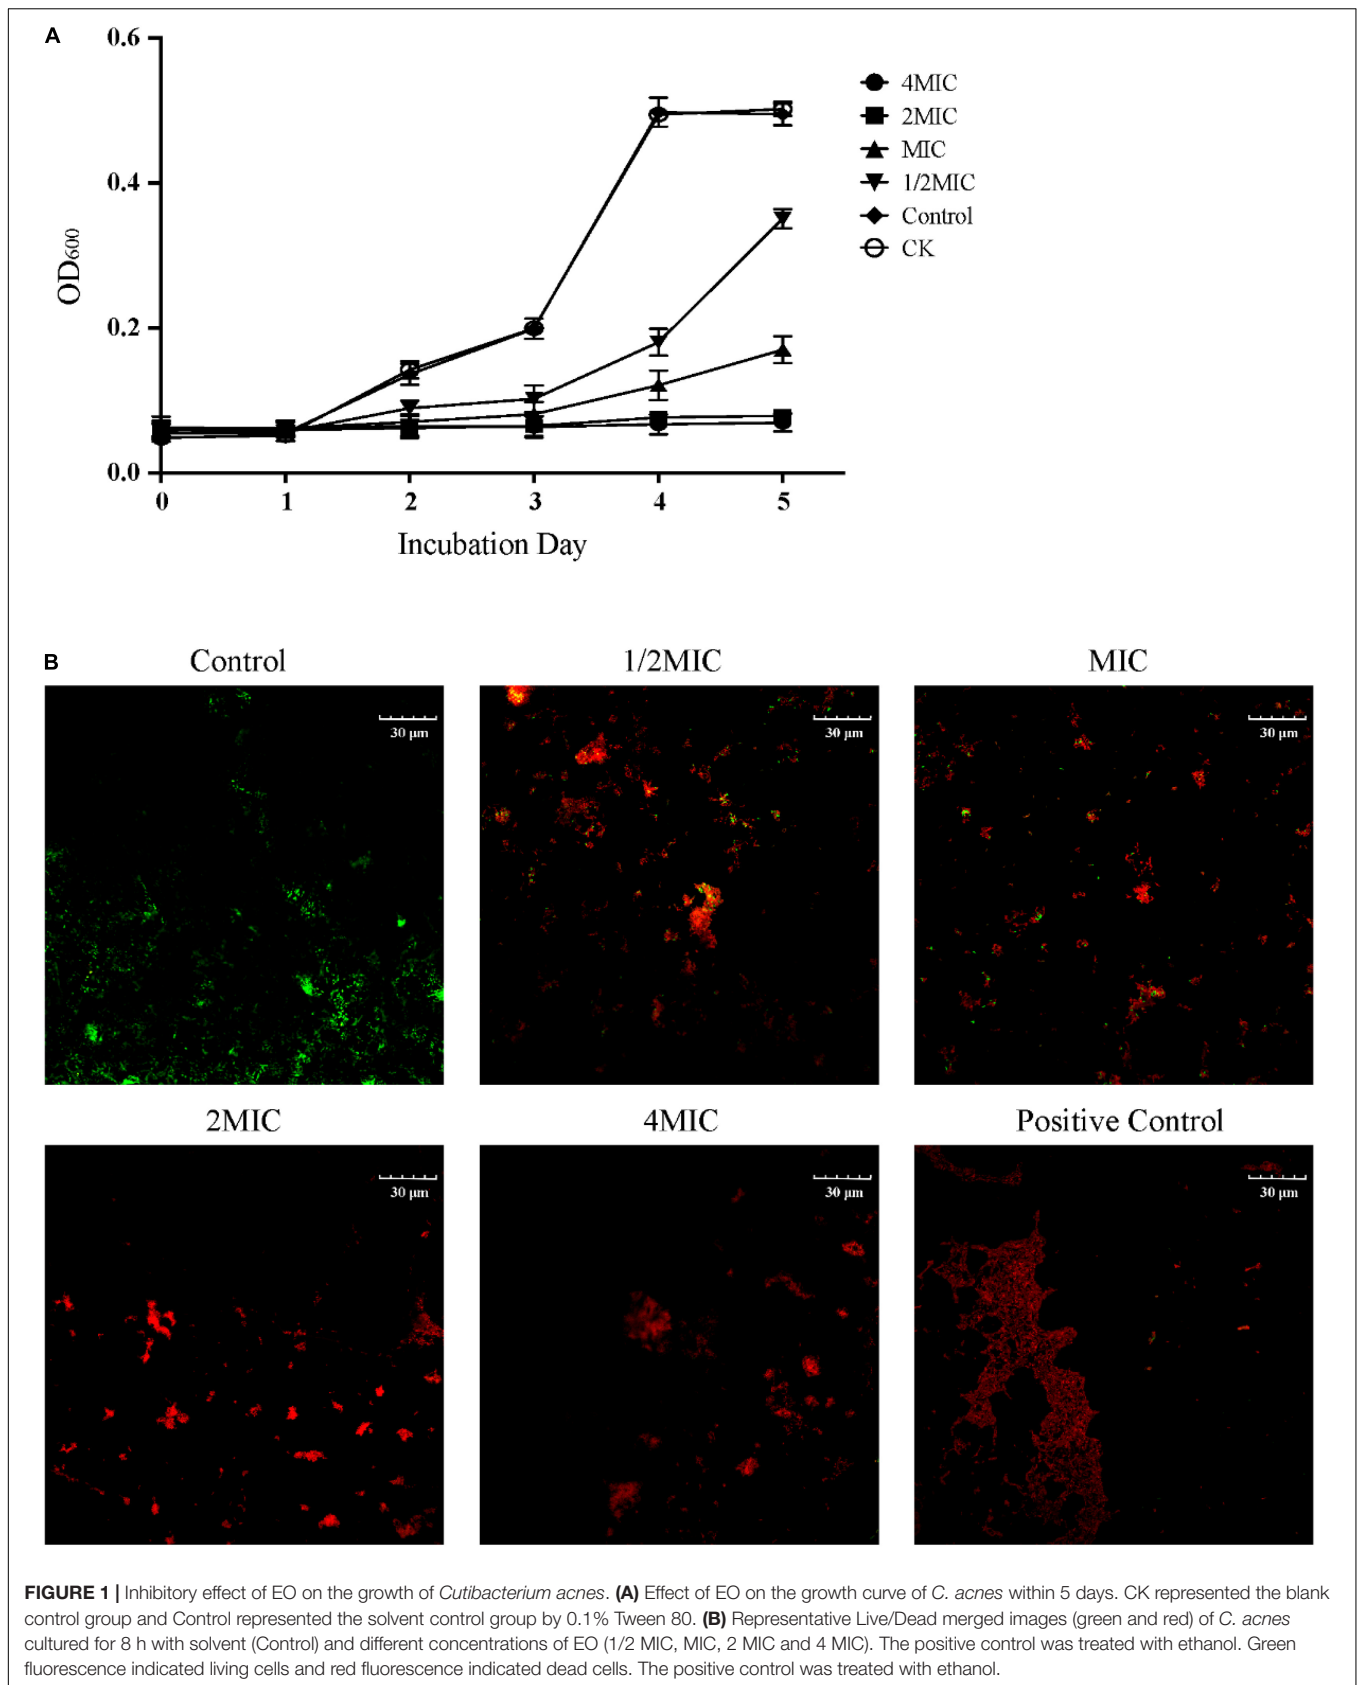 A
0.6
0.4
0.2
0.0
OD600
0 1 2 3 4 5
Incubation Day
4MIC
2MIC
MIC
1/2MIC
Control
CK
B
Control 1/2MIC MIC
30 μm 30 μm 30 μm
2MIC 4MIC Positive Control
30 μm 30 μm 30 μm
FIGURE 1 | Inhibitory effect of EO on the growth of Cutibacterium acnes. (A) Effect of EO on the growth curve of C. acnes within 5 days. CK represented the blank
control group and Control represented the solvent control group by 0.1% Tween 80. (B) Representative Live/Dead merged images (green and red) of C. acnes
cultured for 8 h with solvent (Control) and different concentrations of EO (1/2 MIC, MIC, 2 MIC and 4 MIC). The positive control was treated with ethanol. Green
fluorescence indicated living cells and red fluorescence indicated dead cells. The positive control was treated with ethanol.